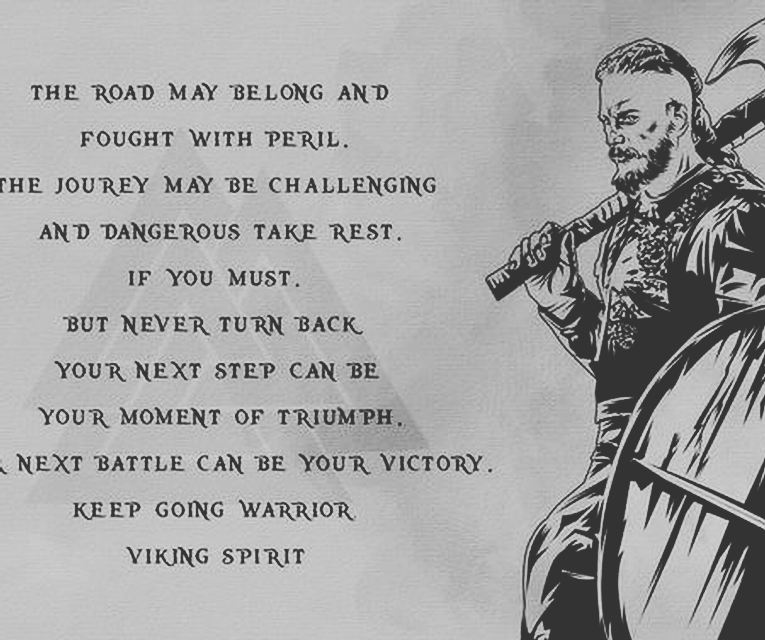 THE ROAD MAY BELONG AND
FOUGHT WITH PERIL.
THE JOUREY MAY BE CHALLENGING
AND DANGEROUS TAKE REST.
IF YOU MUST.
BUT NEVER TURN BACK
YOUR NEXT STEP CAN BE
YOUR MOMENT OF TRIUMPH.
NEXT BATTLE CAN BE YOUR VICTORY.
KEEP GOING WARRIOR
VIKING SPIRIT